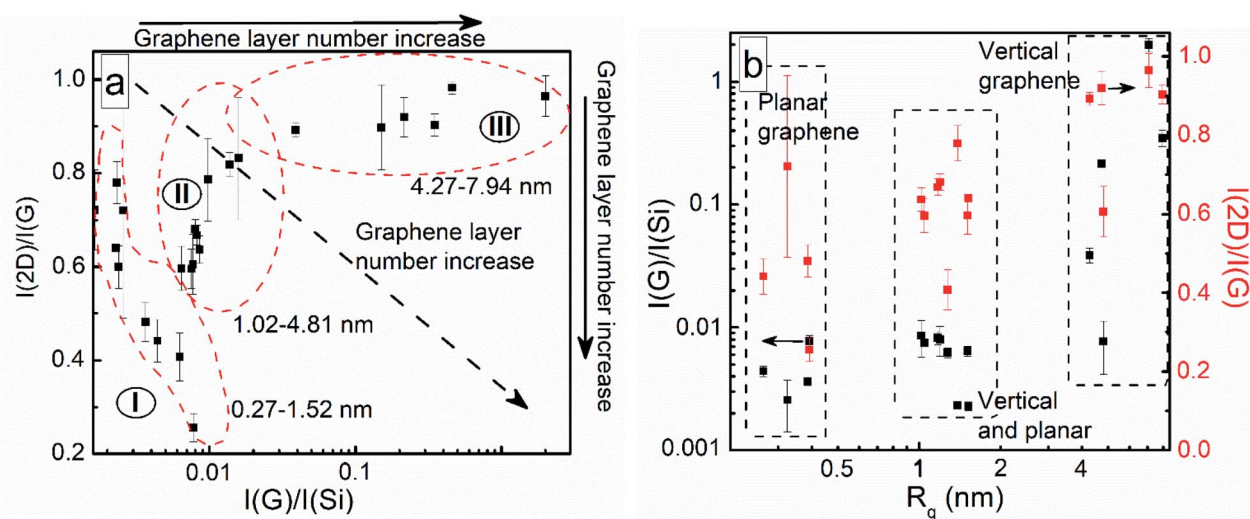 Graphene layer number increase
a
I(2D)/I(G)
1.0
0.8
0.6
0.4
0.2
0.01
0.1
I(G)/I(Si)
I
II
III
4.27-7.94 nm
Graphene layer
number increase
1.02-4.81 nm
0.27-1.52 nm
Graphene layer number increase
b
I(G)/I(Si)
1
0.1
0.01
0.001
Planar
graphene
Vertical
graphene
Vertical
and planar
0.5
1
2
4
Rq (nm)
1.0
0.8
0.6
0.4
0.2
0.0
I(2D)/I(G)